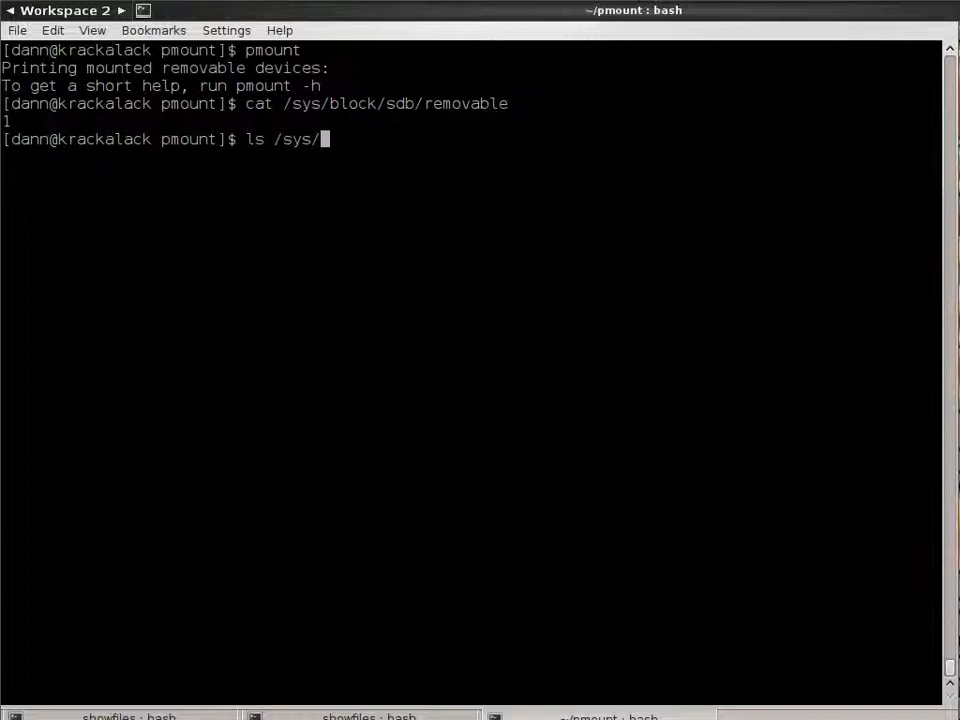 ◄ Workspace 2 ► ~/pmount : bash
File Edit View Bookmarks Settings Help
[dann@krackalack pmount]$ pmount
Printing mounted removable devices:
To get a short help, run pmount -h
[dann@krackalack pmount]$ cat /sys/block/sdb/removable
1
[dann@krackalack pmount]$ ls /sys/
showfiles : bash showfiles : bash ~/pmount : bash